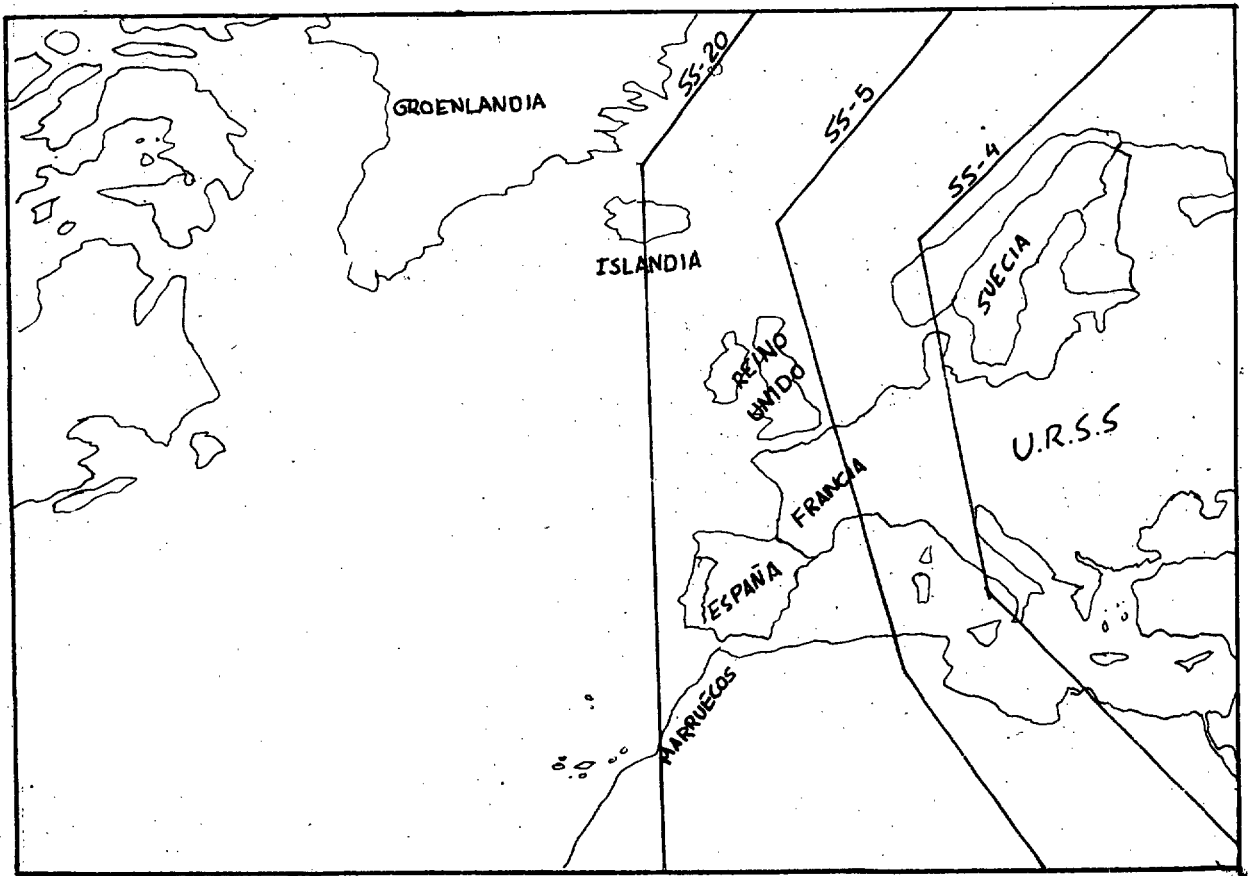 SS-20
SS-5
SS-4
GROENLANDIA
ISLANDIA
SUECIA
REINO
UNIDO
U.R.S.S
FRANCIA
ESPAÑA
MARRUECOS